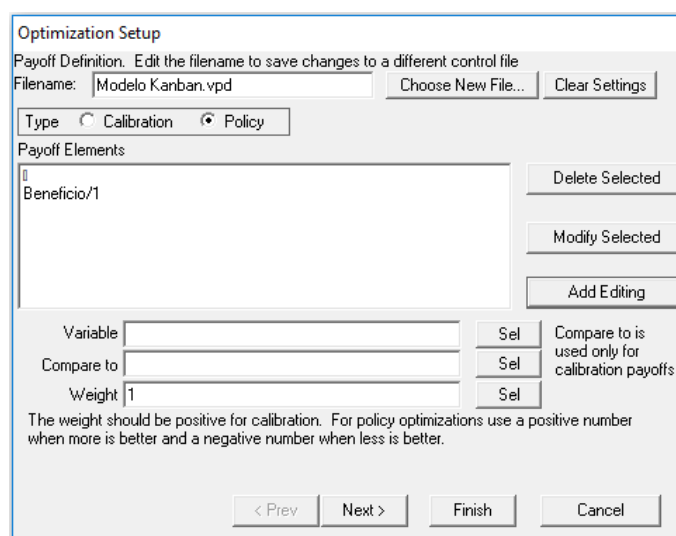 Optimization Setup
Payoff Definition. Edit the filename to save changes to a different control file
Filename: Modelo Kanban.vpd Choose New File... Clear Settings
Type Calibration Policy
Payoff Elements
Beneficio/1
Delete Selected
Modify Selected
Add Editing
Variable Sel
Compare to Sel
Weight 1 Sel
Compare to is
used only for
calibration payoffs
The weight should be positive for calibration. For policy optimizations use a positive number
when more is better and a negative number when less is better.
< Prev Next > Finish Cancel